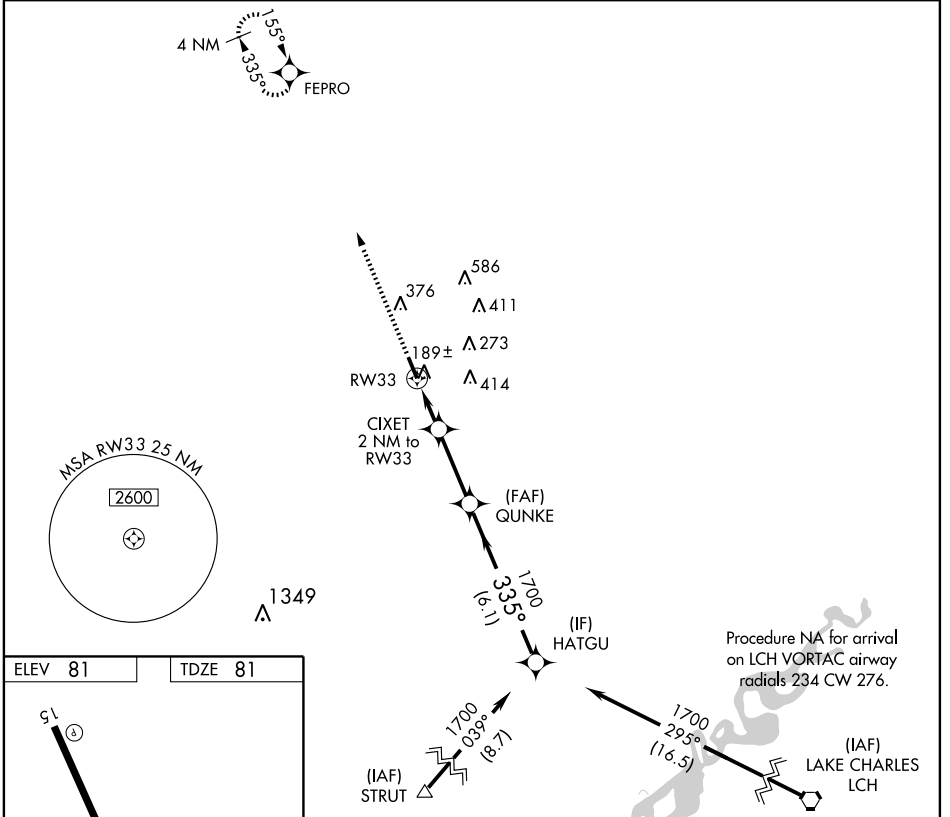 155°
4 NM
335°
FEPRO
586
376
411
273
189±
RW33
414
CIXET
2 NM to
RW33
MSA RW33 25 NM
2600
(FAF)
QUNKE
1349
1700
335°
(6.1)
(IF)
HATGU
Procedure NA for arrival
on LCH VORTAC airway
radials 234 CW 276.
ELEV 81
TDZE 81
15
P
1700
039°
(8.7)
1700
295°
(16.5)
(IAF)
STRUT
(IAF)
LAKE CHARLES
LCH